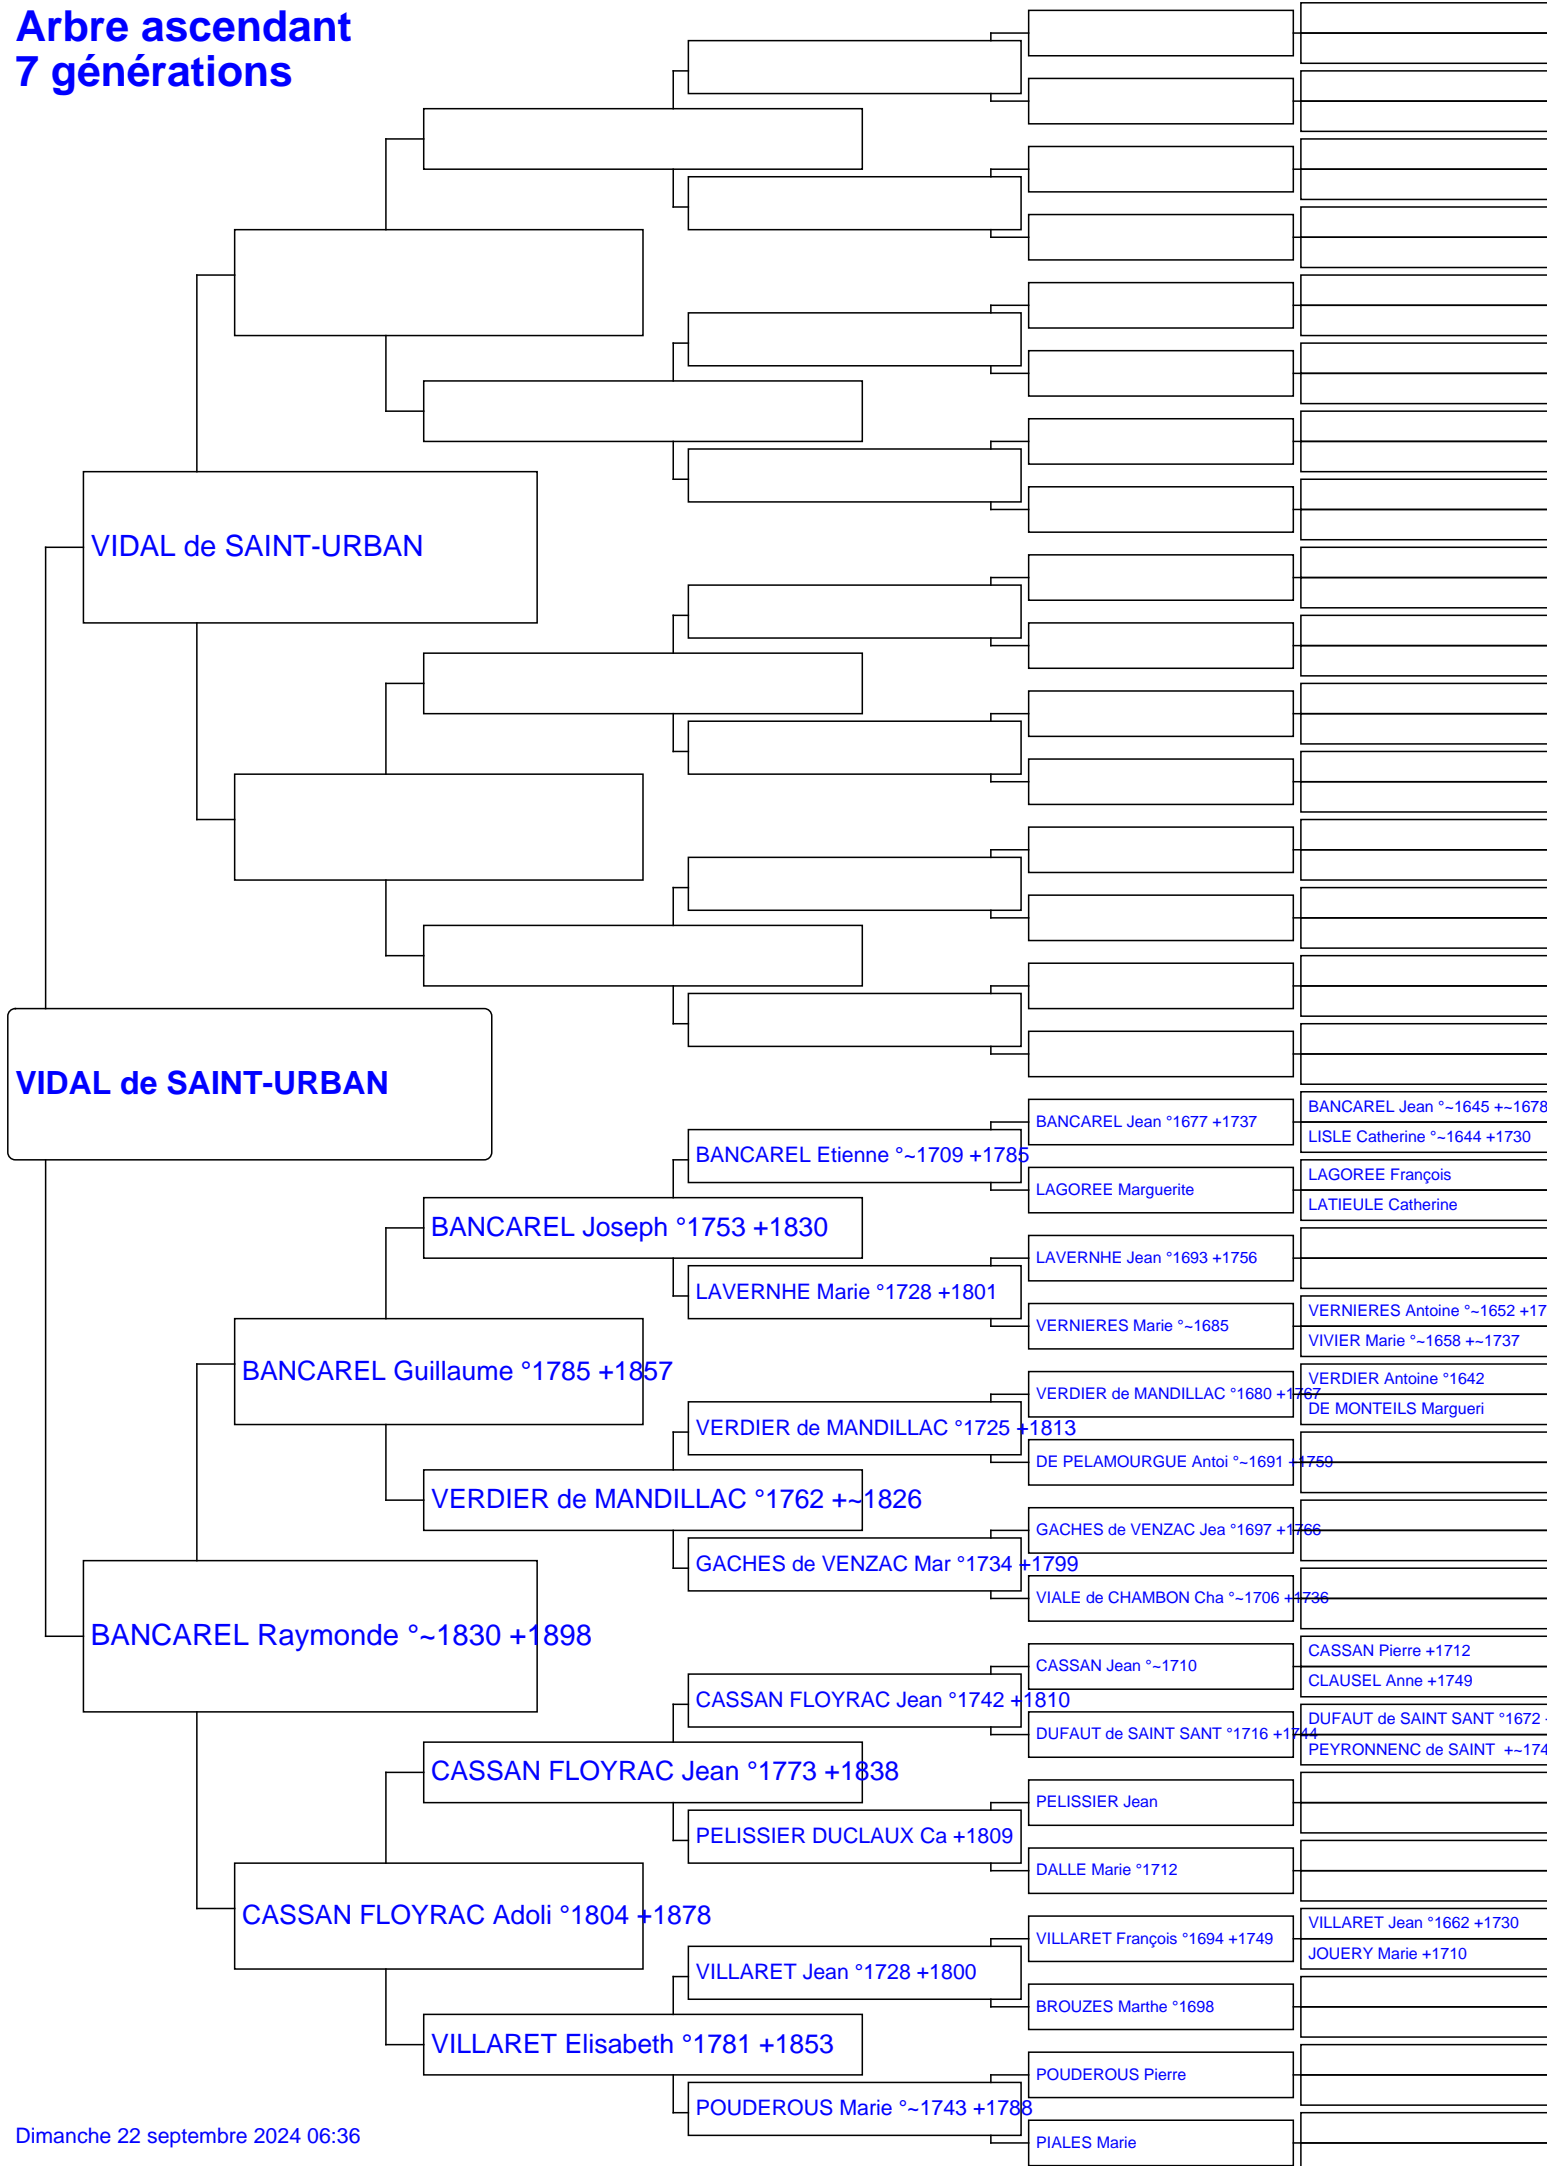 Arbre ascendant
7 générations
VIDAL de SAINT-URBAN
VIDAL de SAINT-URBAN
BANCAREL Jean °~1645 +~1678
BANCAREL Jean °1677 +1737
LISLE Catherine °~1644 +1730
BANCAREL Etienne °~1709 +1785
LAGOREE François
LAGOREE Marguerite
LATIEULE Catherine
BANCAREL Joseph °1753 +1830
LAVERNHE Jean °1693 +1756
LAVERNHE Marie °1728 +1801
VERNIERES Antoine °~1652 +17
VERNIERES Marie °~1685
VIVIER Marie °~1658 +~1737
BANCAREL Guillaume °1785 +1857
VERDIER Antoine °1642
VERDIER de MANDILLAC °1680 +1767
DE MONTEILS Margueri
VERDIER de MANDILLAC °1725 +1813
DE PELAMOURGUE Antoi °~1691 +1759
VERDIER de MANDILLAC °1762 +~1826
GACHES de VENZAC Jea °1697 +1766
GACHES de VENZAC Mar °1734 +1799
VIALE de CHAMBON Cha °~1706 +1736
BANCAREL Raymonde °~1830 +1898
CASSAN Pierre +1712
CASSAN Jean °~1710
CLAUSEL Anne +1749
CASSAN FLOYRAC Jean °1742 +1810
DUFAUT de SAINT SANT °1672
DUFAUT de SAINT SANT °1716 +1744
PEYRONNENC de SAINT +~174
CASSAN FLOYRAC Jean °1773 +1838
PELISSIER Jean
PELISSIER DUCLAUX Ca +1809
DALLE Marie °1712
CASSAN FLOYRAC Adoli °1804 +1878
VILLARET Jean °1662 +1730
VILLARET François °1694 +1749
JOUERY Marie +1710
VILLARET Jean °1728 +1800
BROUZES Marthe °1698
VILLARET Elisabeth °1781 +1853
POUDEROUS Pierre
POUDEROUS Marie °~1743 +1788
PIALES Marie
Dimanche 22 septembre 2024 06:36